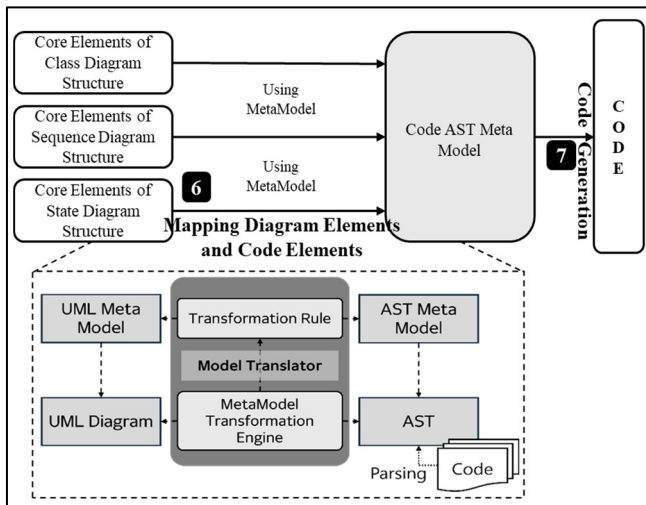 Core Elements of
Class Diagram
Structure
Using
MetaModel
Core Elements of
Sequence Diagram
Structure
Using
MetaModel
Core Elements of
State Diagram
Structure
6
Mapping Diagram Elements
and Code Elements
Code AST Meta
Model
7
Code Generation
CODE
UML Meta
Model
Transformation Rule
AST Meta
Model
Model Translator
UML Diagram
MetaModel
Transformation
Engine
AST
Parsing
Code